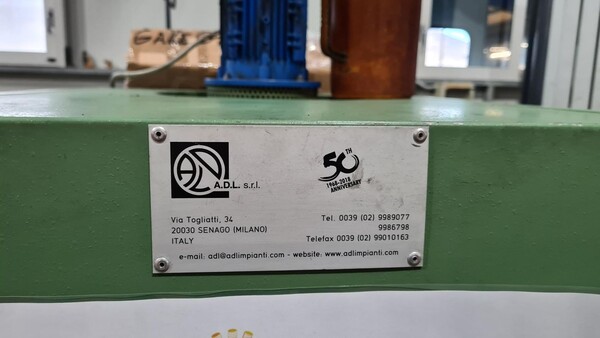 A.D.L. s.r.l.
50TH
1968-2018
ANNIVERSARY
Via Togliatti, 34
20030 SENAGO (MILANO)
ITALY
Tel. 0039 (02) 9989077
9986798
Telefax 0039 (02) 99010163
e-mail: adl@adlimpianti.com - website: www.adlimpianti.com